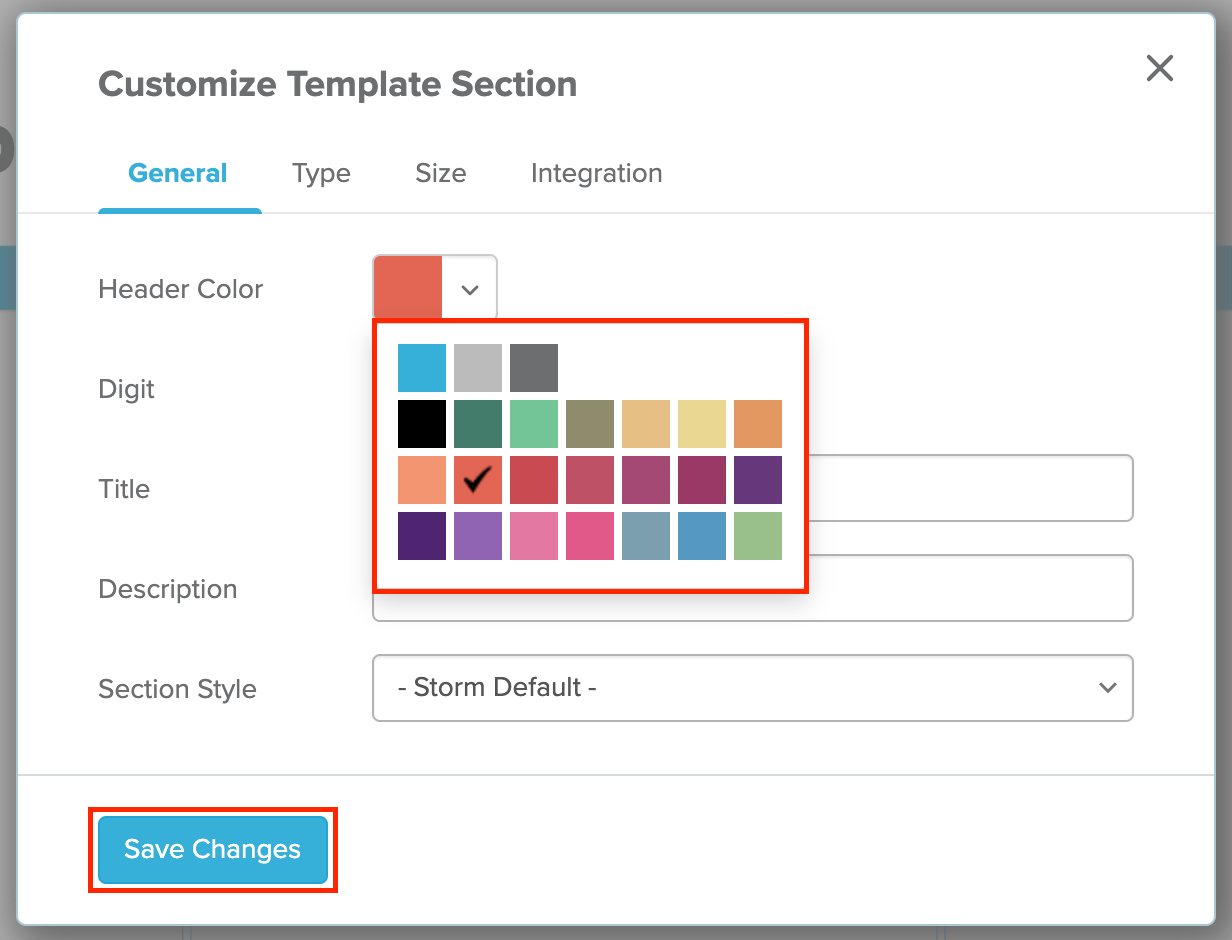 Customize Template Section
General Type Size Integration
Header Color
Digit
Title
Description
Section Style - Storm Default -
Save Changes